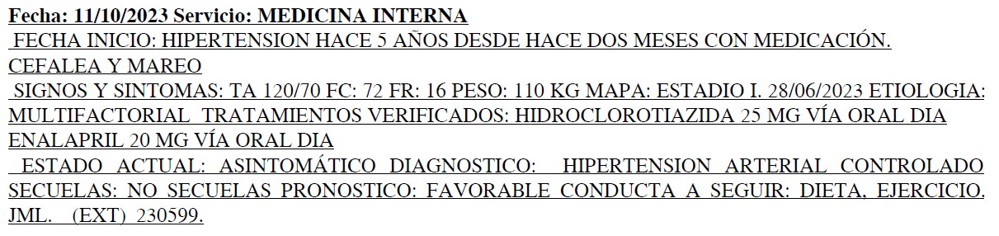 Fecha: 11/10/2023 Servicio: MEDICINA INTERNA
FECHA INICIO: HIPERTENSION HACE 5 AÑOS DESDE HACE DOS MESES CON MEDICACIÓN.
CEFALEA Y MAREO
SIGNOS Y SINTOMAS: TA 120/70 FC: 72 FR: 16 PESO: 110 KG MAPA: ESTADIO I. 28/06/2023 ETIOLOGIA:
MULTIFACTORIAL TRATAMIENTOS VERIFICADOS: HIDROCLOROTIAZIDA 25 MG VÍA ORAL DIA
ENALAPRIL 20 MG VÍA ORAL DIA
ESTADO ACTUAL: ASINTOMÁTICO DIAGNOSTICO: HIPERTENSION ARTERIAL CONTROLADO
SECUELAS: NO SECUELAS PRONOSTICO: FAVORABLE CONDUCTA A SEGUIR: DIETA, EJERCICIO.
JML. (EXT) 230599.